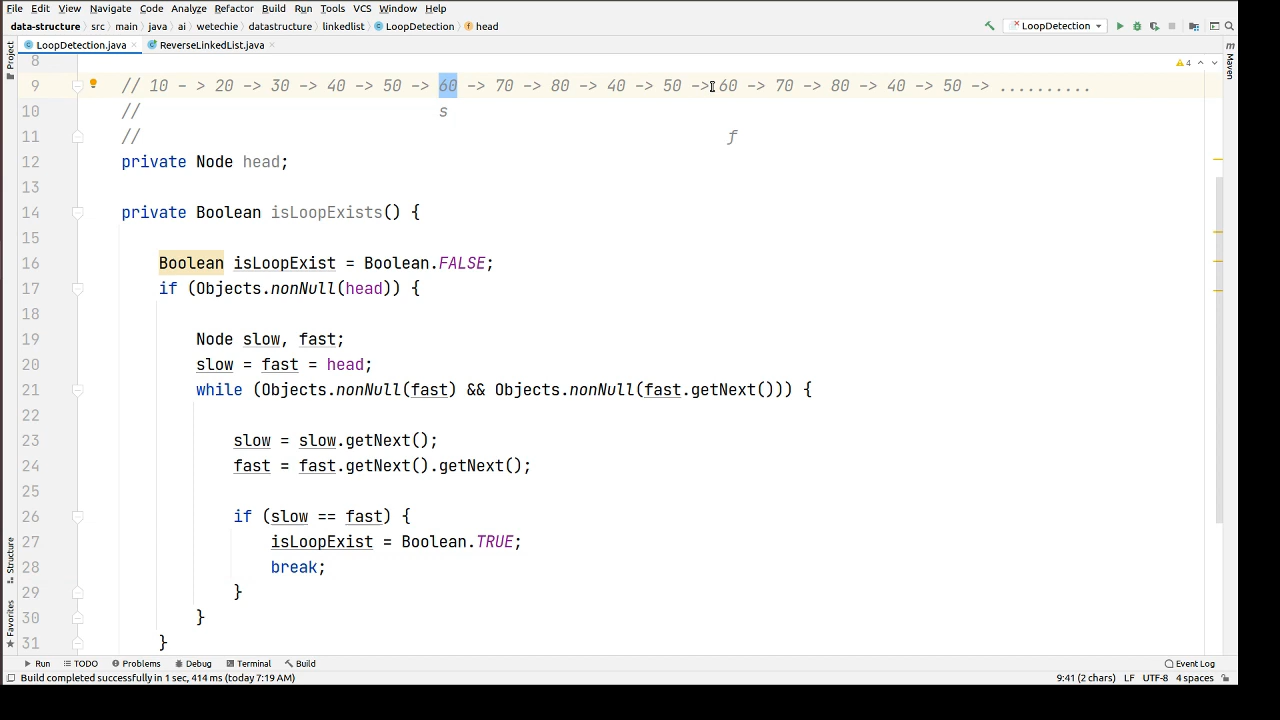 File Edit View Navigate Code Analyze Refactor Build Run Tools VCS Window Help
data-structure src main java ai wetechie datastructure linkedlist LoopDetection head LoopDetection
LoopDetection.java ReverseLinkedList.java
Project
Maven
4
8
9 // 10 - > 20 -> 30 -> 40 -> 50 -> 60 -> 70 -> 80 -> 40 -> 50 -> 60 -> 70 -> 80 -> 40 -> 50 -> ..........
10 // s
11 // f
12 private Node head;
13
14 private Boolean isLoopExists() {
15
16 Boolean isLoopExist = Boolean.FALSE;
17 if (Objects.nonNull(head)) {
18
19 Node slow, fast;
20 slow = fast = head;
21 while (Objects.nonNull(fast) && Objects.nonNull(fast.getNext())) {
22
23 slow = slow.getNext();
24 fast = fast.getNext().getNext();
25
26 if (slow == fast) {
27 isLoopExist = Boolean.TRUE;
28 break;
29 }
30 }
31 }
Structure
Favorites
Run TODO Problems Debug Terminal Build Event Log
Build completed successfully in 1 sec, 414 ms (today 7:19 AM) 9:41 (2 chars) LF UTF-8 4 spaces